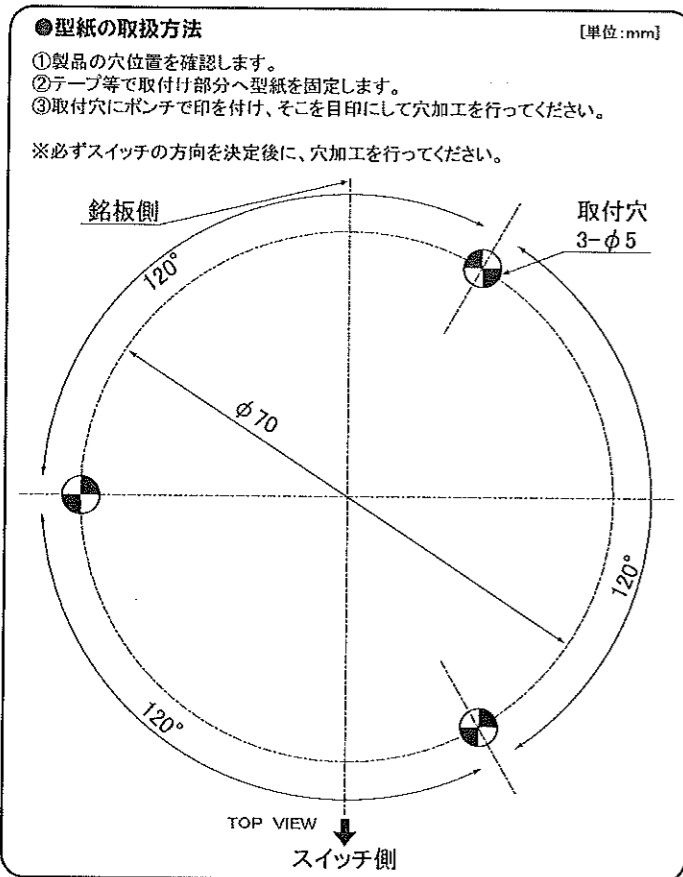 ●型紙の取扱方法
[単位:mm]
①製品の穴位置を確認します。
②テープ等で取付け部分へ型紙を固定します。
③取付穴にポンチで印を付け、そこを目印にして穴加工を行ってください。
※必ずスイッチの方向を決定後に、穴加工を行ってください。
銘板側
取付穴
3-φ5
120°
φ70
120°
120°
TOP VIEW
スイッチ側